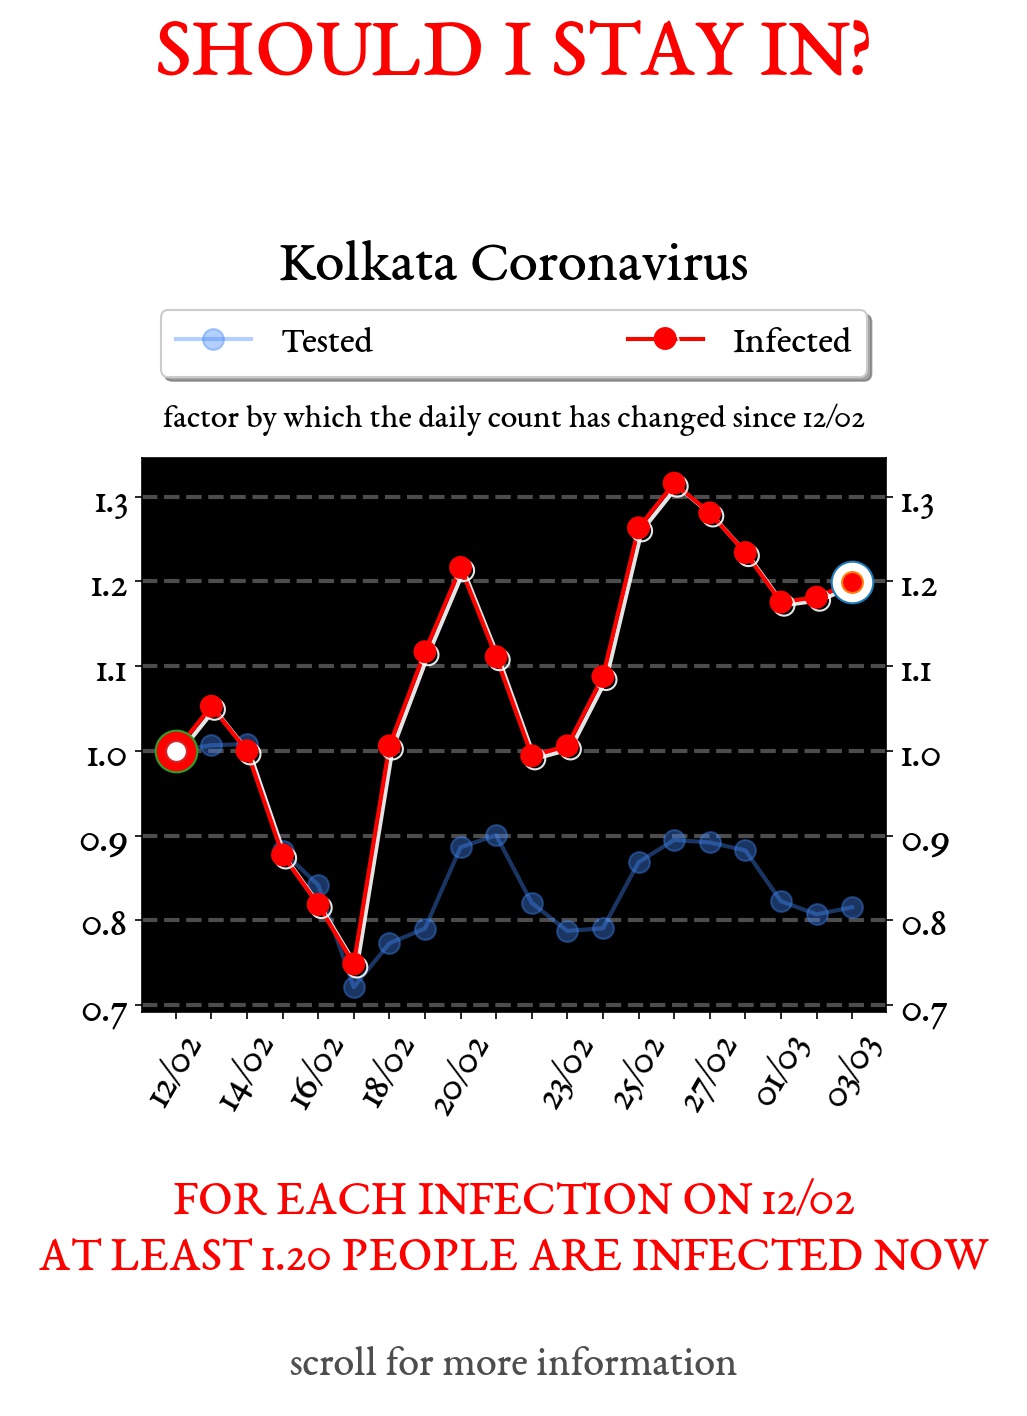 SHOULD I STAY IN?
Kolkata Coronavirus
Tested Infected
factor by which the daily count has changed since 12/02
1.3 1.3
1.2 1.2
1.1 1.1
1.0 1.0
0.9 0.9
0.8 0.8
0.7 0.7
12/02 14/02 16/02 18/02 20/02 23/02 25/02 27/02 01/03 03/03
FOR EACH INFECTION ON 12/02
AT LEAST 1.20 PEOPLE ARE INFECTED NOW
scroll for more information